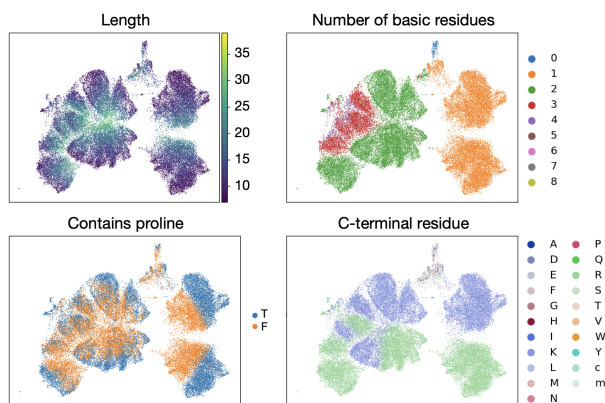 Length
35
30
25
20
15
10
Number of basic residues
0
1
2
3
4
5
6
7
8
Contains proline
T
F
C-terminal residue
A
D
E
F
G
H
I
K
L
M
N
P
Q
R
S
T
V
W
Y
c
m